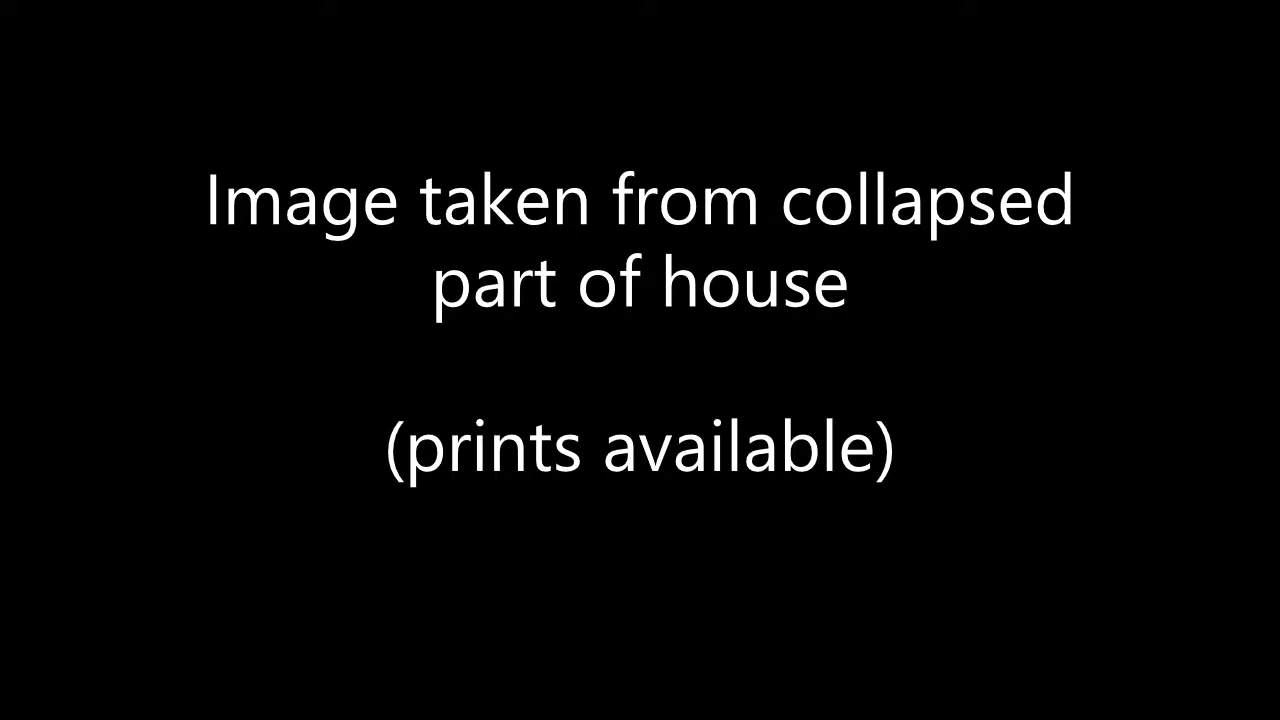 Image taken from collapsed
part of house
(prints available)